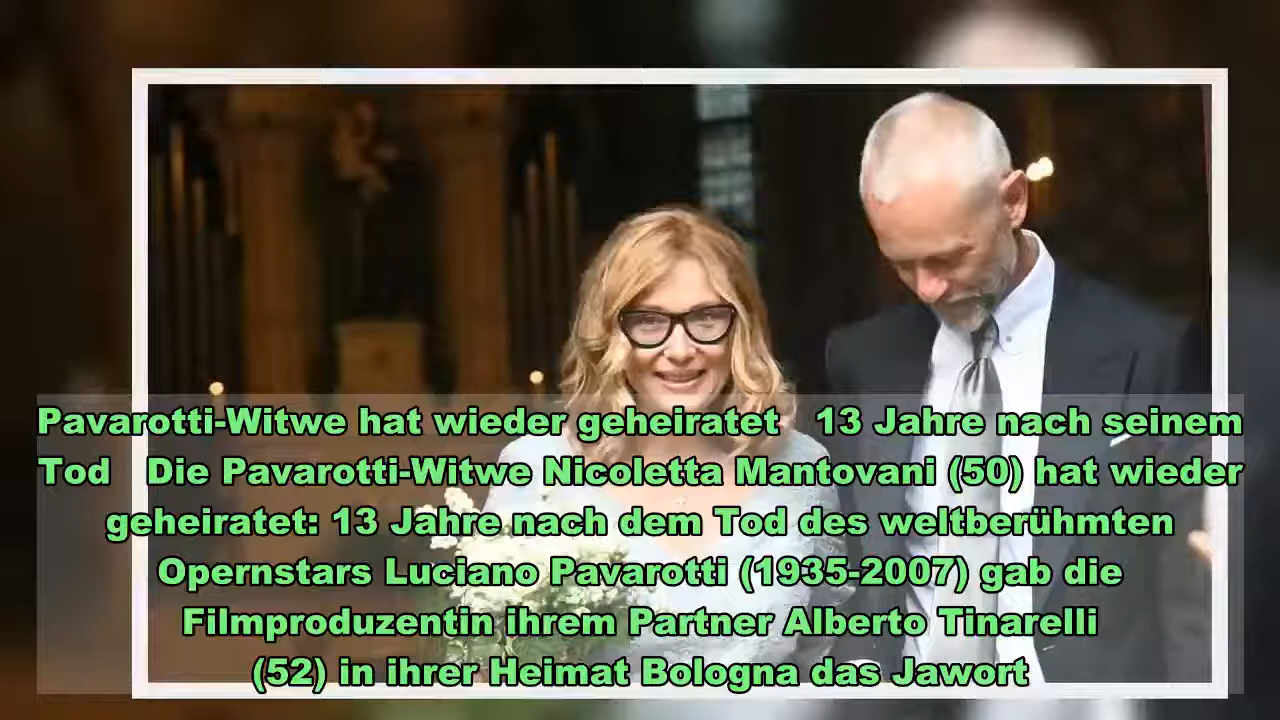 Pavarotti-Witwe hat wieder geheiratet   13 Jahre nach seinem
Tod   Die Pavarotti-Witwe Nicoletta Mantovani (50) hat wieder
geheiratet: 13 Jahre nach dem Tod des weltberühmten
Opernstars Luciano Pavarotti (1935-2007) gab die
Filmproduzentin ihrem Partner Alberto Tinarelli
(52) in ihrer Heimat Bologna das Jawort